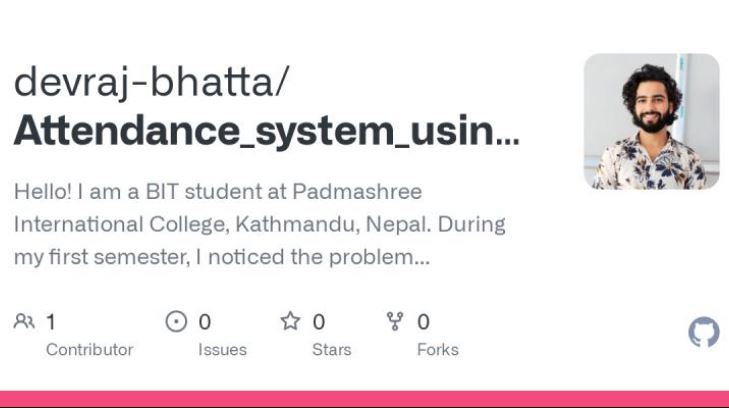 devraj-bhatta/
Attendance_system_usin...
Hello! I am a BIT student at Padmashree
International College, Kathmandu, Nepal. During
my first semester, I noticed the problem...
1
0
0
0
Contributor
Issues
Stars
Forks